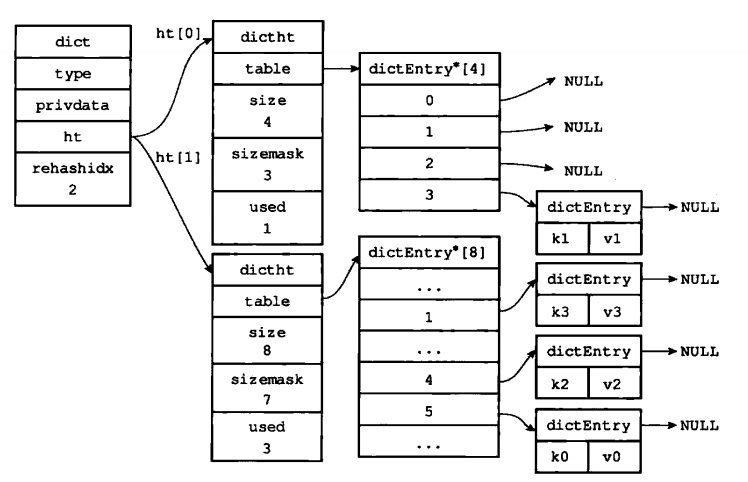 dict
type
privdata
ht
rehashidx
2
ht[0]
ht[1]
dictht
table
size
4
sizemask
3
used
1
dictEntry*[4]
0
1
2
3
NULL
NULL
NULL
dictEntry
k1 v1
NULL
dictht
table
size
8
sizemask
7
used
3
dictEntry*[8]
...
1
...
4
5
...
dictEntry
k3 v3
NULL
dictEntry
k2 v2
NULL
dictEntry
k0 v0
NULL